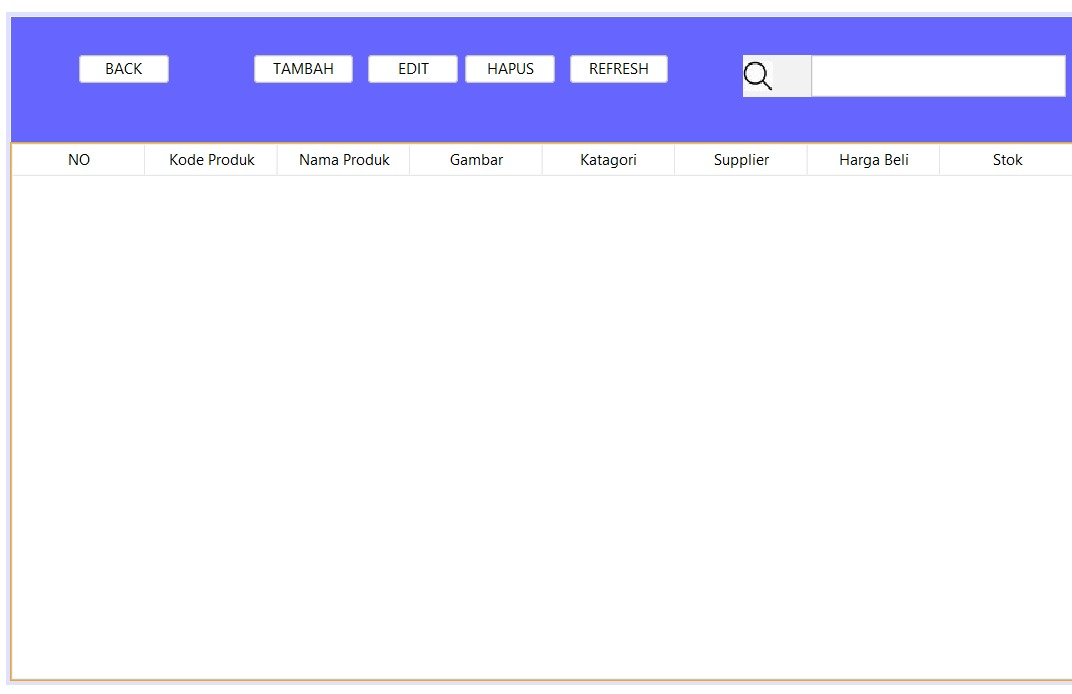 BACK TAMBAH EDIT HAPUS REFRESH
NO Kode Produk Nama Produk Gambar Katagori Supplier Harga Beli Stok